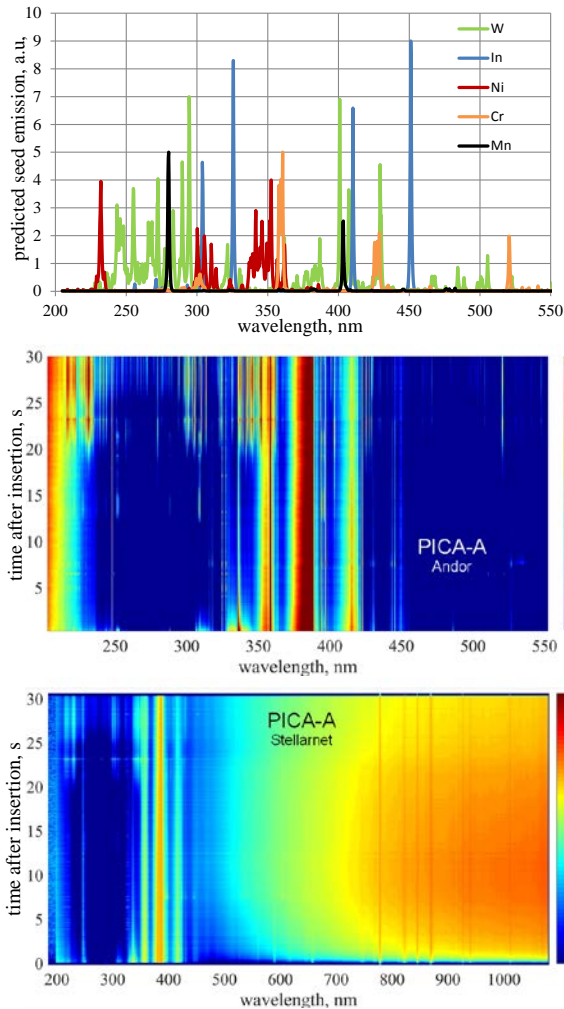 predicted seed emission, a.u,
10
9
8
7
6
5
4
3
2
1
0
W
In
Ni
Cr
Mn
200 250 300 350 400 450 500 550
wavelength, nm
time after insertion, s
30
25
20
15
10
5
PICA-A
Andor
250 300 350 400 450 500 550
wavelength, nm
time after insertion, s
30
25
20
15
10
5
0
PICA-A
Stellarnet
200 300 400 500 600 700 800 900 1000
wavelength, nm